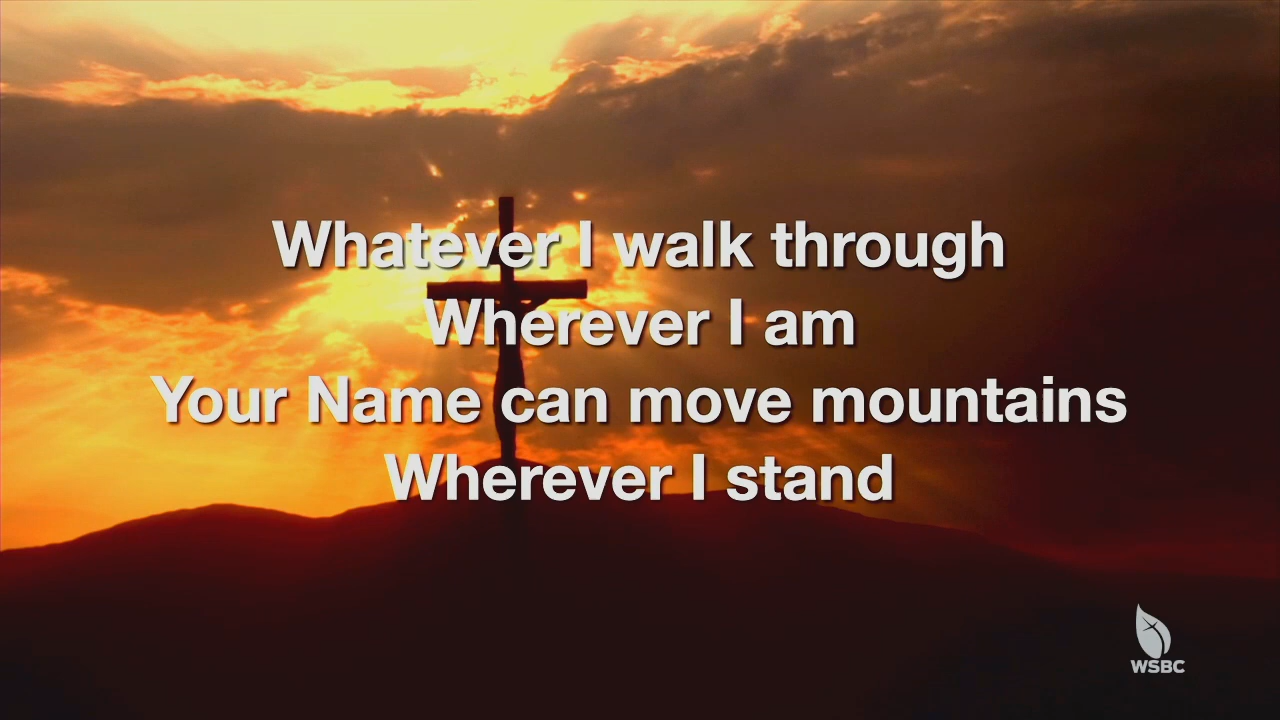 Whatever I walk through
Wherever I am
Your Name can move mountains
Wherever I stand
WSBC